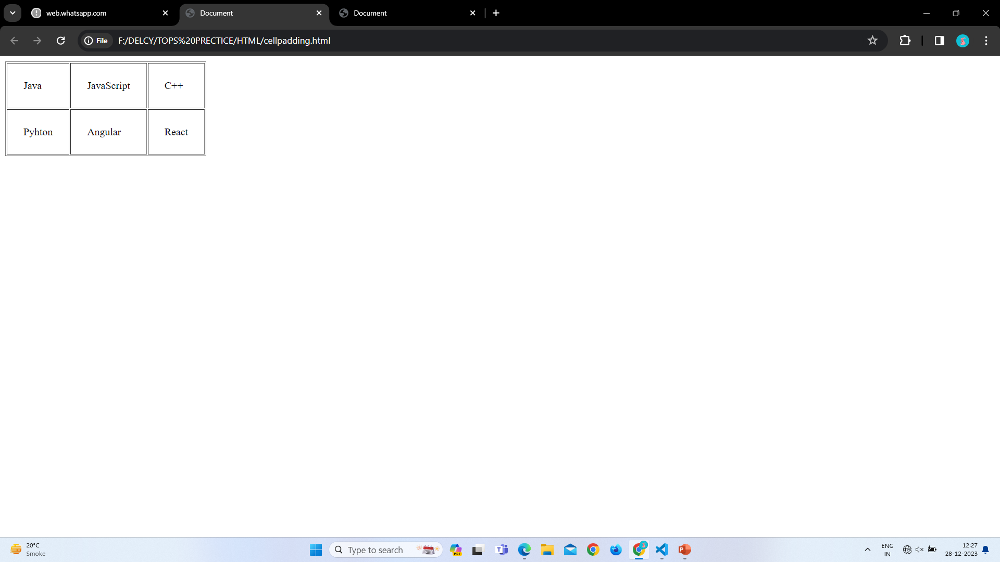 web.whatsapp.com
Document
Document
File
F:/DELCY/TOPS%20PRECTICE/HTML/cellpadding.html
Java JavaScript C++
Pyhton Angular React
20°C
Smoke
Type to search
PRE
ENG
IN
12:27
28-12-2023